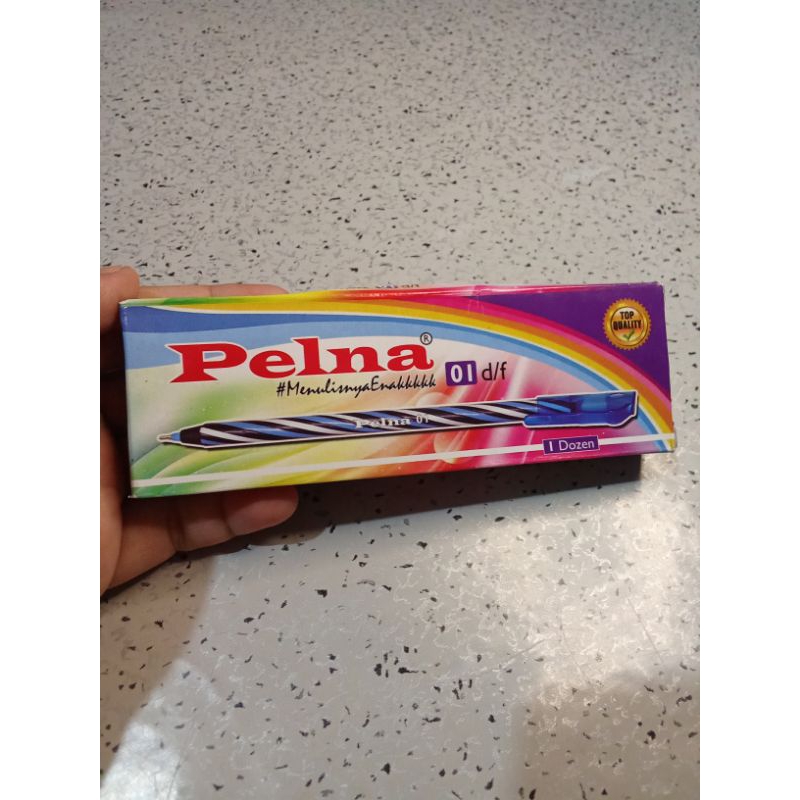 Pelna®
#MenulisnyaEnakkkkk
01 d/f
TOP
QUALITY
Pelna 01
1 Dozen